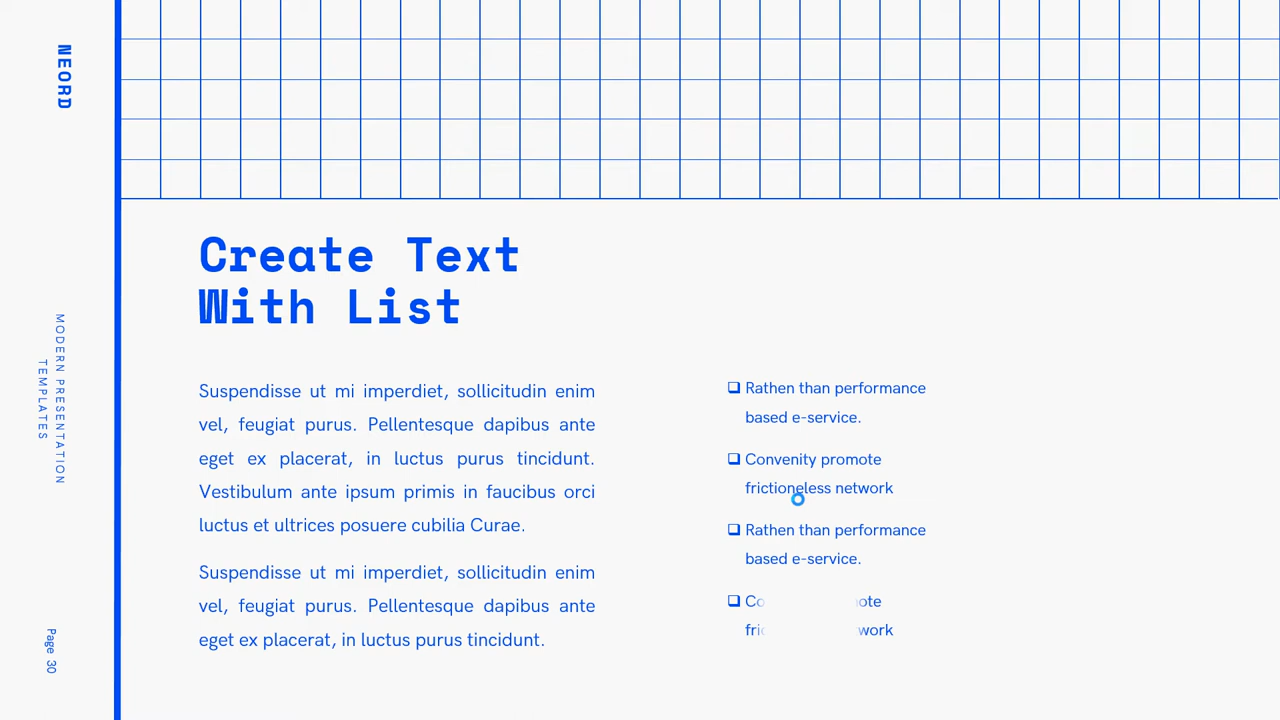 NEORD
MODERN PRESENTATION
TEMPLATES
Page 30
Create Text
With List
Suspendisse ut mi imperdiet, sollicitudin enim
vel, feugiat purus. Pellentesque dapibus ante
eget ex placerat, in luctus purus tincidunt.
Vestibulum ante ipsum primis in faucibus orci
luctus et ultrices posuere cubilia Curae.
Suspendisse ut mi imperdiet, sollicitudin enim
vel, feugiat purus. Pellentesque dapibus ante
eget ex placerat, in luctus purus tincidunt.
Rathen than performance
based e-service.
Convenity promote
frictioneless network
Rathen than performance
based e-service.